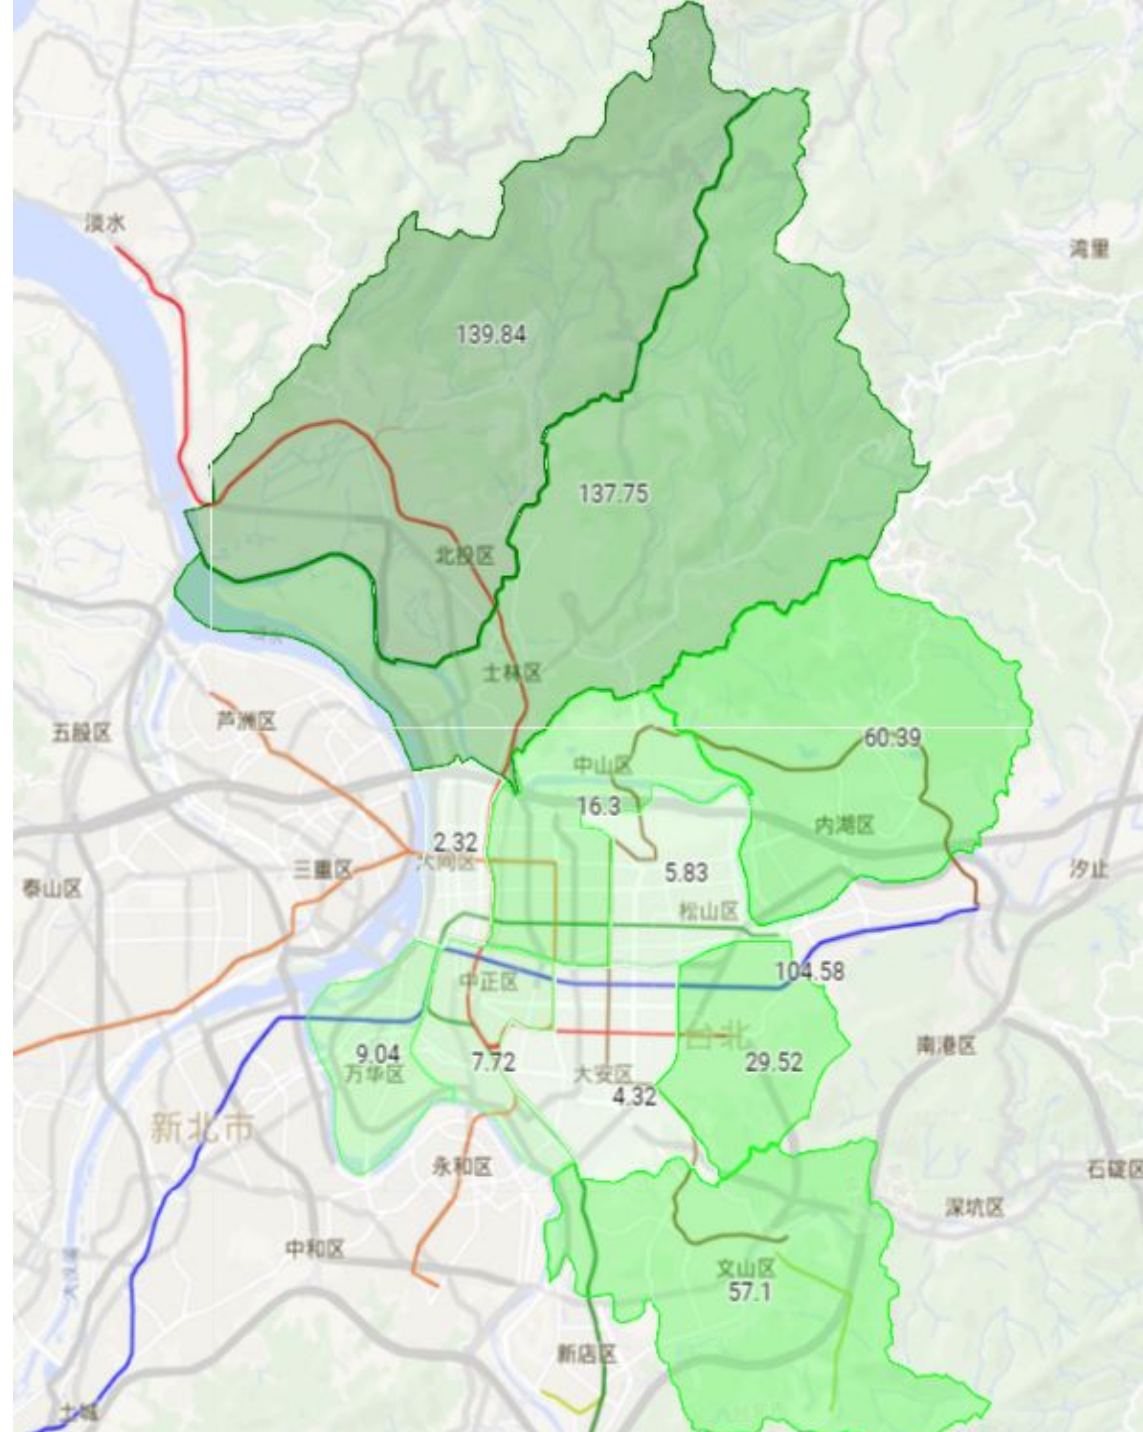 淡水
湾里
139.84
137.75
北投区
士林区
芦洲区
五股区
60.39
中山区
16.3
内湖区
2.32
大同区
5.83
三重区
泰山区
汐止
松山区
104.58
中正区
南港区
台北
9.04
万华区
7.72
大安区
29.52
4.32
新北市
永和区
石碇区
深坑区
中和区
文山区
57.1
新店区
土城